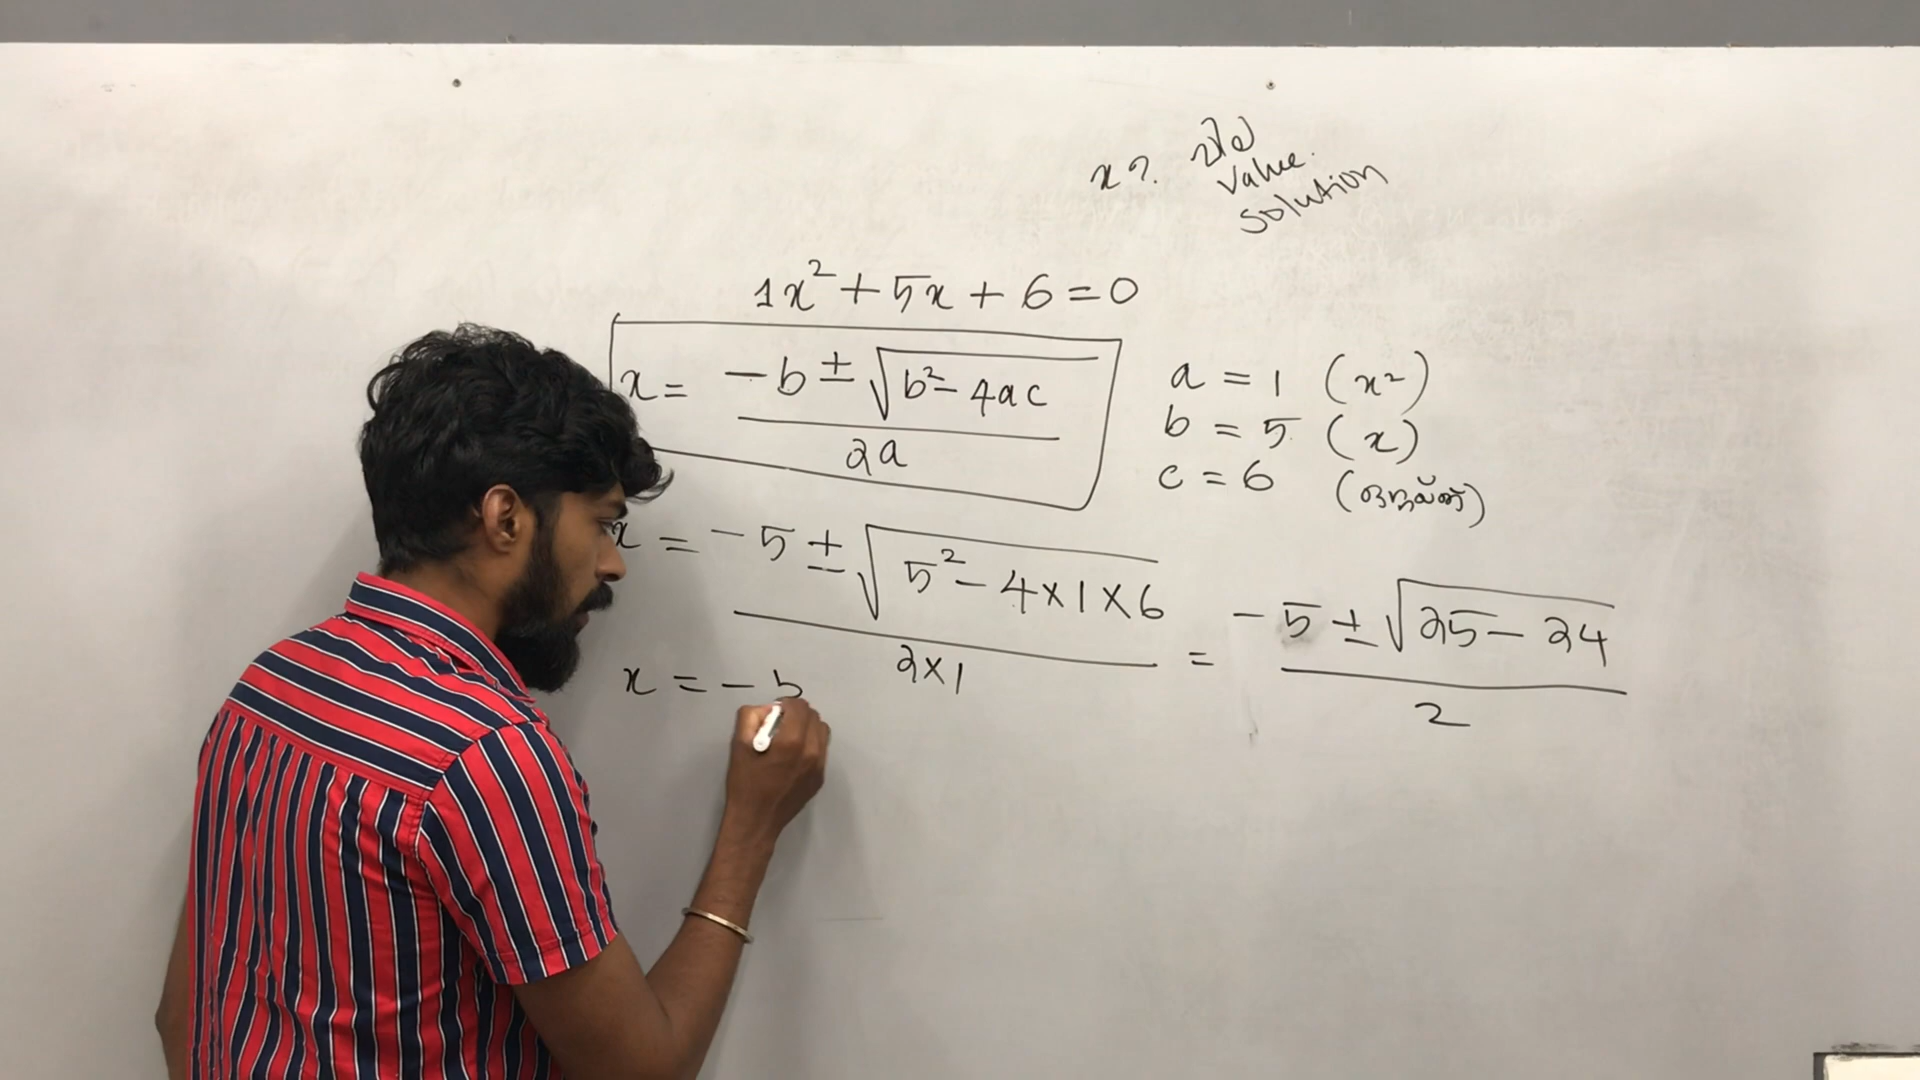 x?
value.
solution
1x² + 5x + 6 = 0
x = (-b ± √(b² - 4ac)) / 2a
a = 1 (x²)
b = 5 (x)
c = 6
x = (-5 ± √(5² - 4×1×6)) / 2×1 = (-5 ± √(25 - 24)) / 2
x = -5